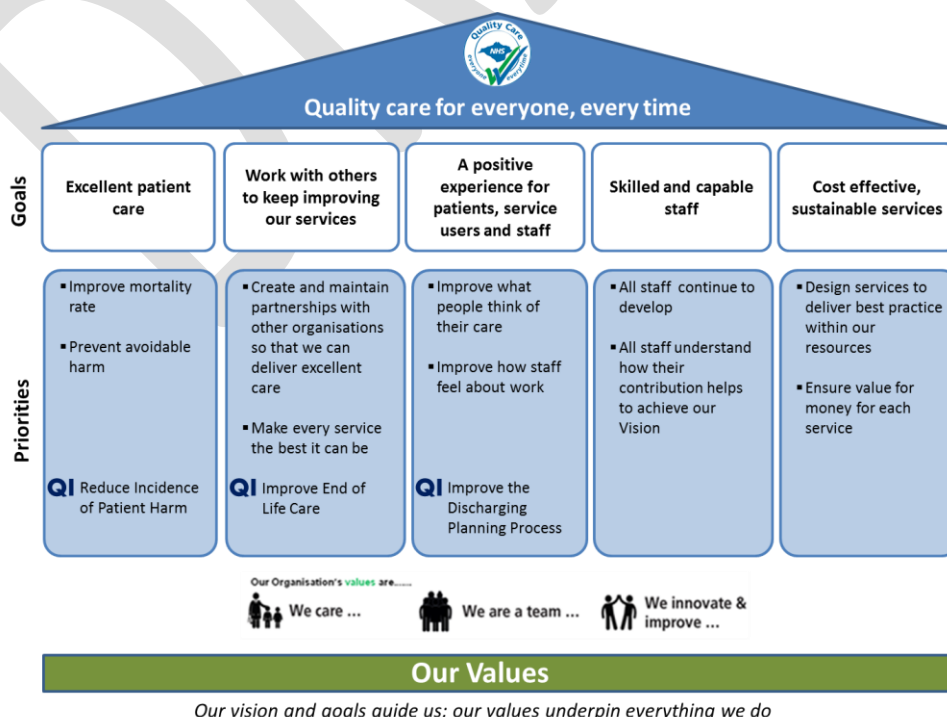 Quality Care
NHS
everyone everytime
Quality care for everyone, every time
Goals
Excellent patient
care
Work with others
to keep improving
our services
A positive
experience for
patients, service
users and staff
Skilled and capable
staff
Cost effective,
sustainable services
Priorities
▪ Improve mortality
rate
▪ Prevent avoidable
harm
QI Reduce Incidence
of Patient Harm
▪ Create and maintain
partnerships with
other organisations
so that we can
deliver excellent
care
▪ Make every service
the best it can be
QI Improve End of
Life Care
▪ Improve what
people think of
their care
▪ Improve how staff
feel about work
QI Improve the
Discharging
Planning Process
▪ All staff continue to
develop
▪ All staff understand
how their
contribution helps
to achieve our
Vision
▪ Design services to
deliver best practice
within our
resources
▪ Ensure value for
money for each
service
Our Organisation's values are......
We care ...
We are a team ...
We innovate &
improve ...
Our Values
Our vision and goals guide us: our values underpin everything we do